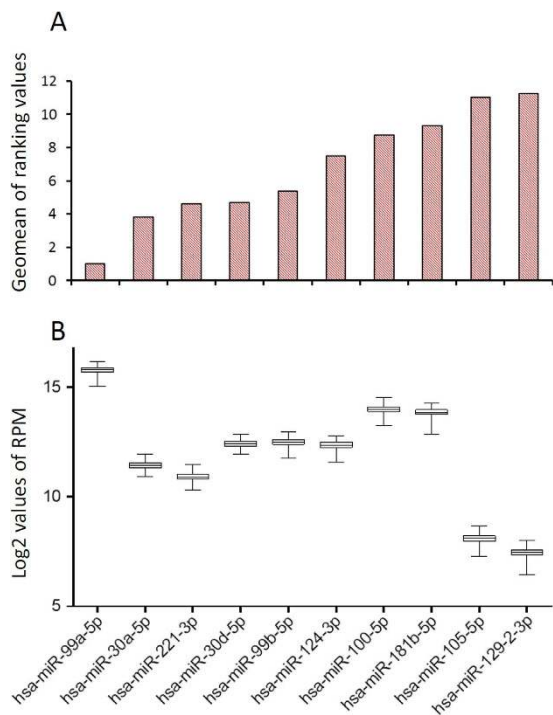 A
Geomean of ranking values
12
10
8
6
4
2
0
B
Log2 values of RPM
15
10
5
hsa-miR-99a-5p
hsa-miR-30a-5p
hsa-miR-221-3p
hsa-miR-30d-5p
hsa-miR-99b-5p
hsa-miR-124-3p
hsa-miR-100-5p
hsa-miR-181b-5p
hsa-miR-105-5p
hsa-miR-129-2-3p